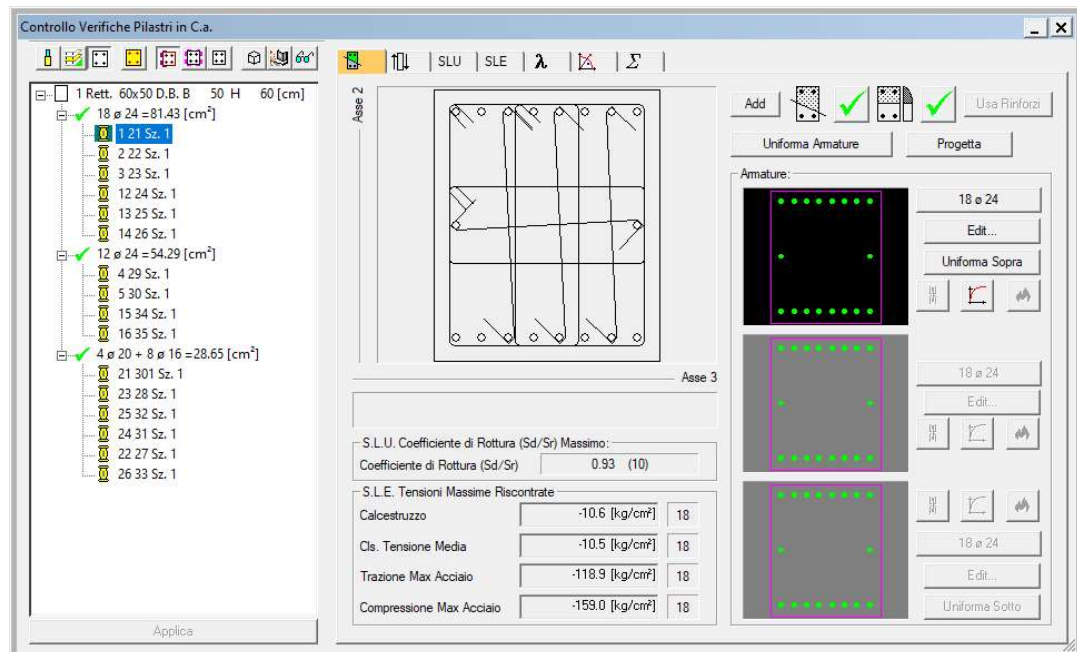 Controllo Verifiche Pilastri in C.a.
SLU
SLE
λ
Σ
1 Rett. 60x50 D.B. B 50 H 60 [cm]
18 ø 24 =81.43 [cm²]
1 21 Sz. 1
2 22 Sz. 1
3 23 Sz. 1
12 24 Sz. 1
13 25 Sz. 1
14 26 Sz. 1
12 ø 24 =54.29 [cm²]
4 29 Sz. 1
5 30 Sz. 1
15 34 Sz. 1
16 35 Sz. 1
4 ø 20 + 8 ø 16 =28.65 [cm²]
21 301 Sz. 1
23 28 Sz. 1
25 32 Sz. 1
24 31 Sz. 1
22 27 Sz. 1
26 33 Sz. 1
Applica
Asse 2
Asse 3
S.L.U. Coefficiente di Rottura (Sd/Sr) Massimo:
Coefficiente di Rottura (Sd/Sr) 0.93 (10)
S.L.E. Tensioni Massime Riscontrate
Calcestruzzo -10.6 [kg/cm²] 18
Cls. Tensione Media -10.5 [kg/cm²] 18
Trazione Max Acciaio -118.9 [kg/cm²] 18
Compressione Max Acciaio -159.0 [kg/cm²] 18
Add
Usa Rinforzi
Uniforma Armature
Progetta
Armature:
18 ø 24
Edit...
Uniforma Sopra
18 ø 24
Edit...
18 ø 24
Edit...
Uniforma Sotto